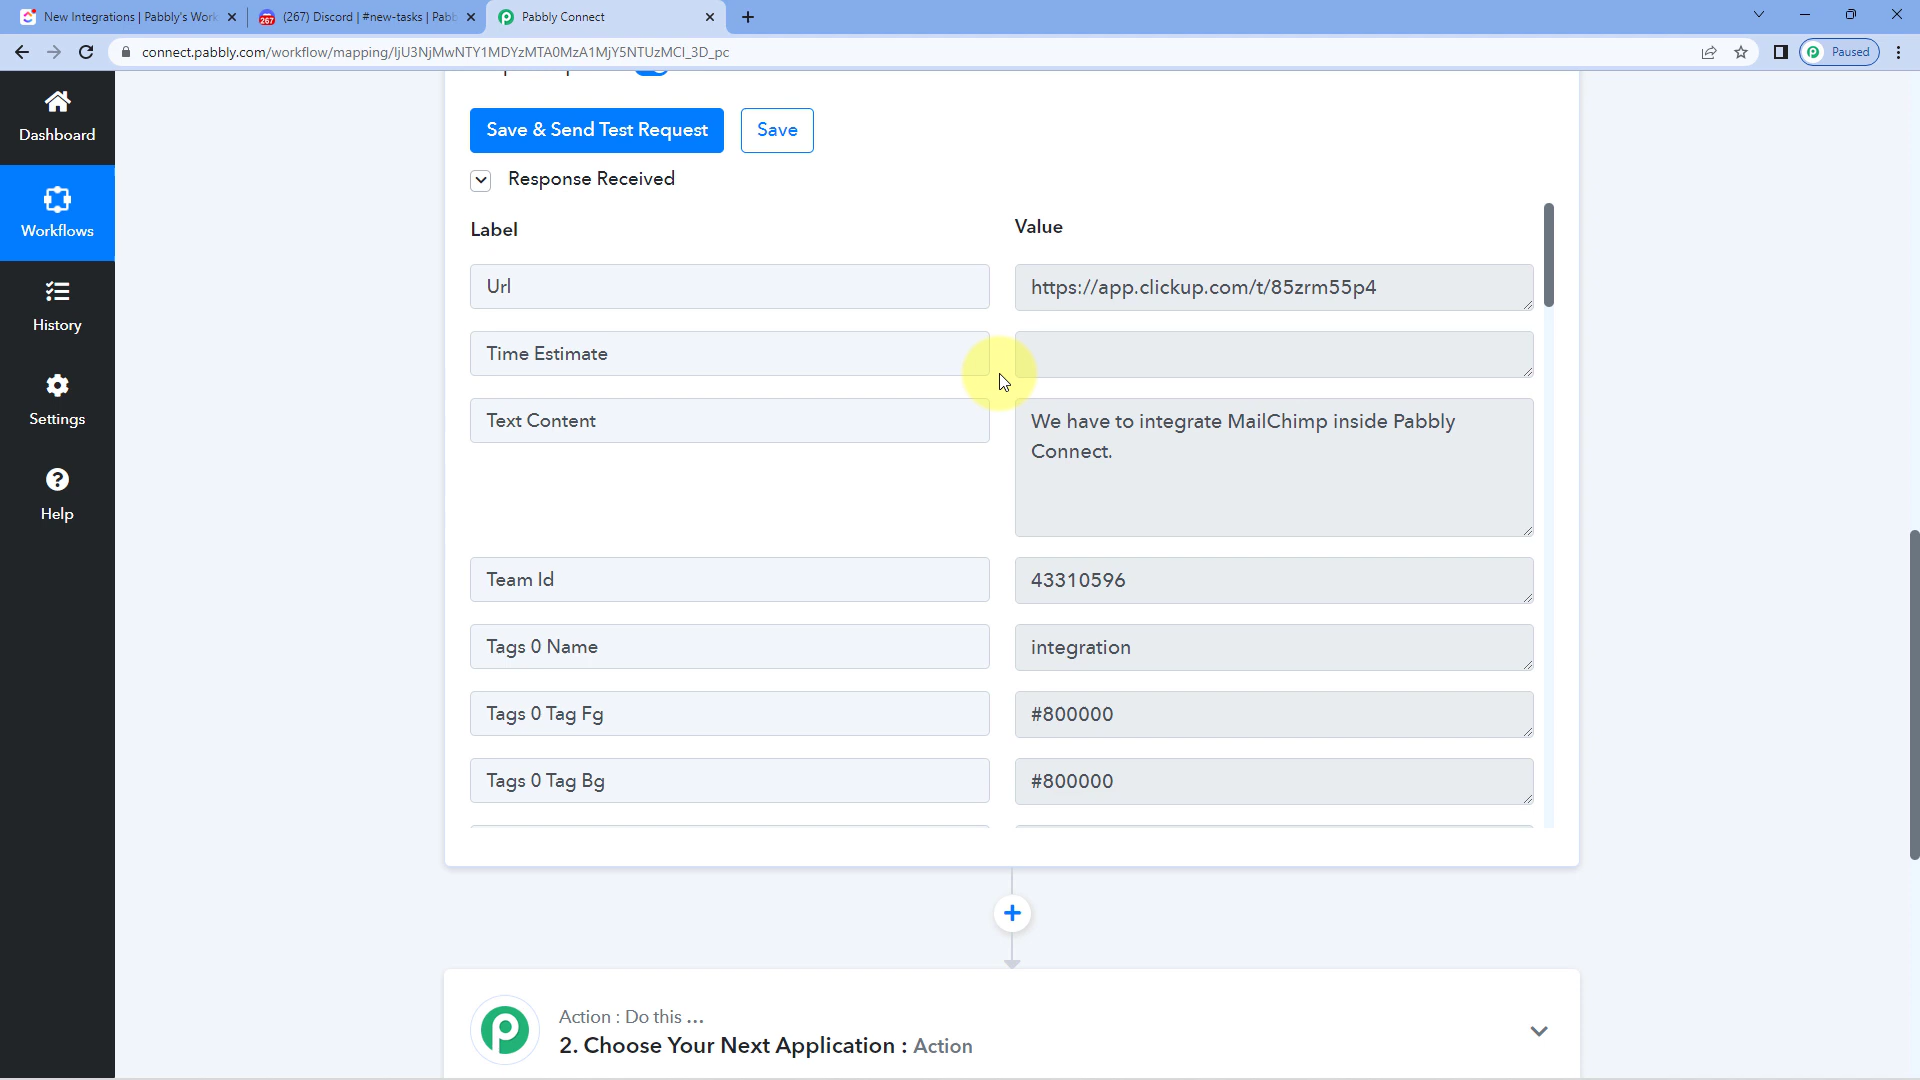 New Integrations | Pabbly's Work
(267) Discord | #new-tasks | Pabb
Pabbly Connect
connect.pabbly.com/workflow/mapping/IjU3NjMwNTY1MDYzMTA0MzA1MjY5NTUzMCI_3D_pc
Paused
Dashboard
Workflows
History
Settings
Help
Save & Send Test Request
Save
Response Received
Label
Value
Url
https://app.clickup.com/t/85zrm55p4
Time Estimate
Text Content
We have to integrate MailChimp inside Pabbly
Connect.
Team Id
43310596
Tags 0 Name
integration
Tags 0 Tag Fg
#800000
Tags 0 Tag Bg
#800000
Action : Do this ...
2. Choose Your Next Application : Action